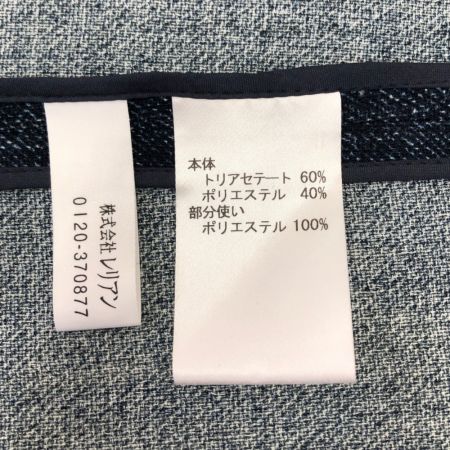 株式会社 レリアン
0120-370877
本体
トリアセテート 60%
ポリエステル 40%
部分使い
ポリエステル 100%